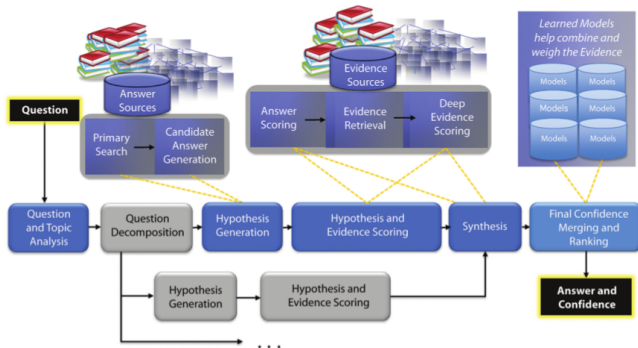 Learned Models
help combine and
weigh the Evidence
Models
Models
Models
Models
Models
Models
Answer
Sources
Evidence
Sources
Question
Primary
Search
Candidate
Answer
Generation
Answer
Scoring
Evidence
Retrieval
Deep
Evidence
Scoring
Question
and Topic
Analysis
Question
Decomposition
Hypothesis
Generation
Hypothesis and
Evidence Scoring
Synthesis
Final Confidence
Merging and
Ranking
Hypothesis
Generation
Hypothesis and
Evidence Scoring
Answer and
Confidence
. . .